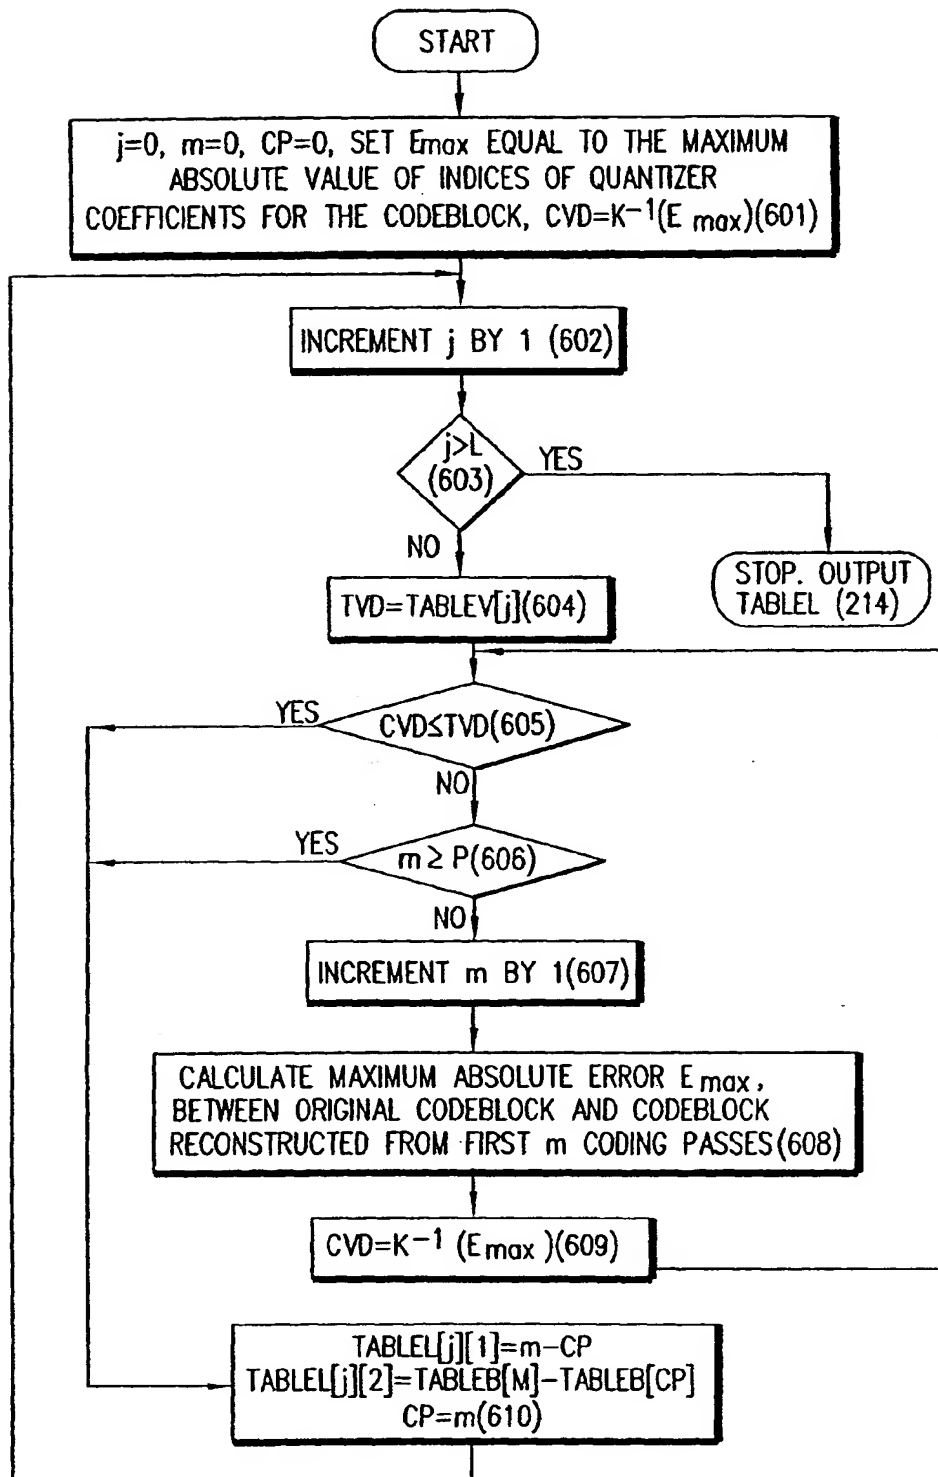 START
j=0, m=0, CP=0, SET Emax EQUAL TO THE MAXIMUM
ABSOLUTE VALUE OF INDICES OF QUANTIZER
COEFFICIENTS FOR THE CODEBLOCK, CVD=K⁻¹(E max)(601)
INCREMENT j BY 1 (602)
j>L
(603)
YES
NO
STOP. OUTPUT
TABLEL (214)
TVD=TABLEV[j](604)
YES
CVD≤TVD(605)
NO
YES
m ≥ P(606)
NO
INCREMENT m BY 1(607)
CALCULATE MAXIMUM ABSOLUTE ERROR E max,
BETWEEN ORIGINAL CODEBLOCK AND CODEBLOCK
RECONSTRUCTED FROM FIRST m CODING PASSES(608)
CVD=K⁻¹ (E max)(609)
TABLEL[j][1]=m-CP
TABLEL[j][2]=TABLEB[M]-TABLEB[CP]
CP=m(610)